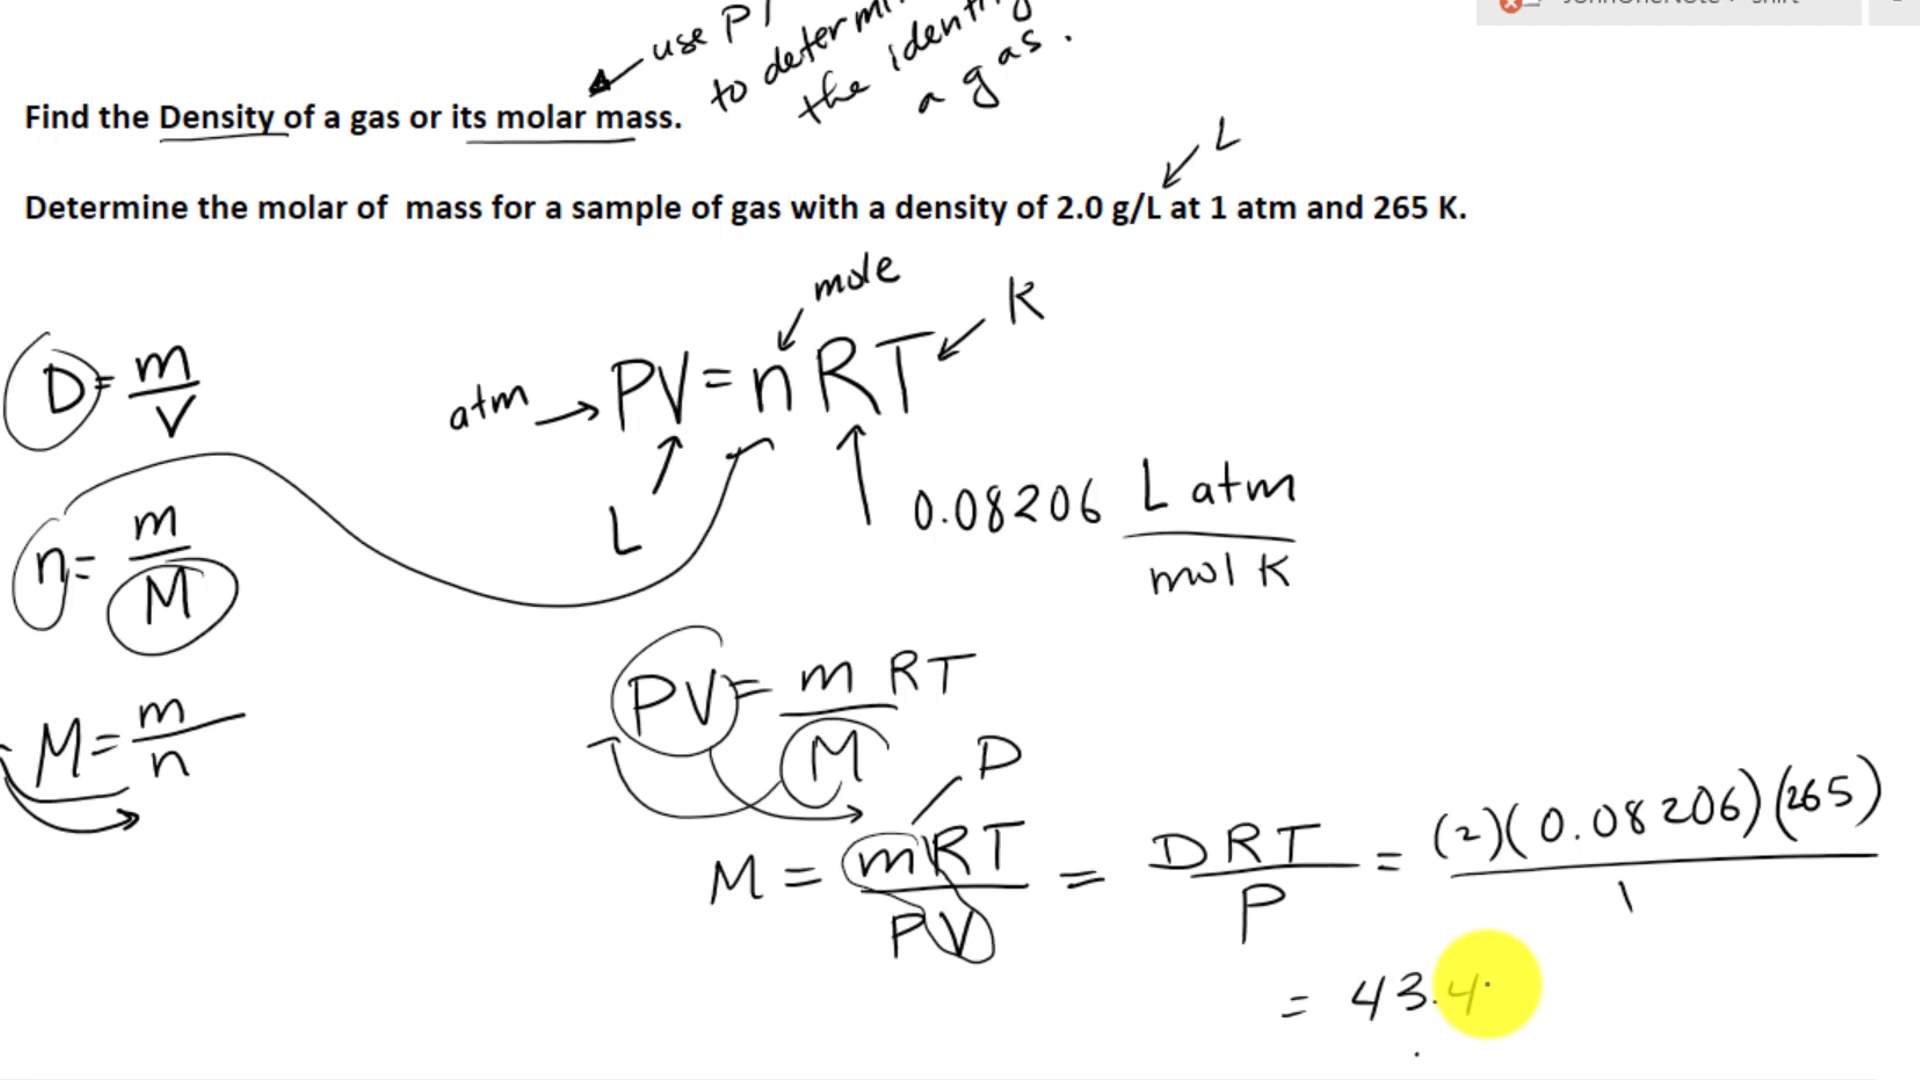 use P
to determi
the identi
a gas.
Find the Density of a gas or its molar mass.
L
Determine the molar of mass for a sample of gas with a density of 2.0 g/L at 1 atm and 265 K.
mole
K
D = m/V
atm → PV = nRT
L
0.08206 L atm / mol K
n = m/M
PV = m RT / M
M = m/n
D
M = mRT/PV = DRT/P = (2)(0.08206)(265)/1
= 43.4